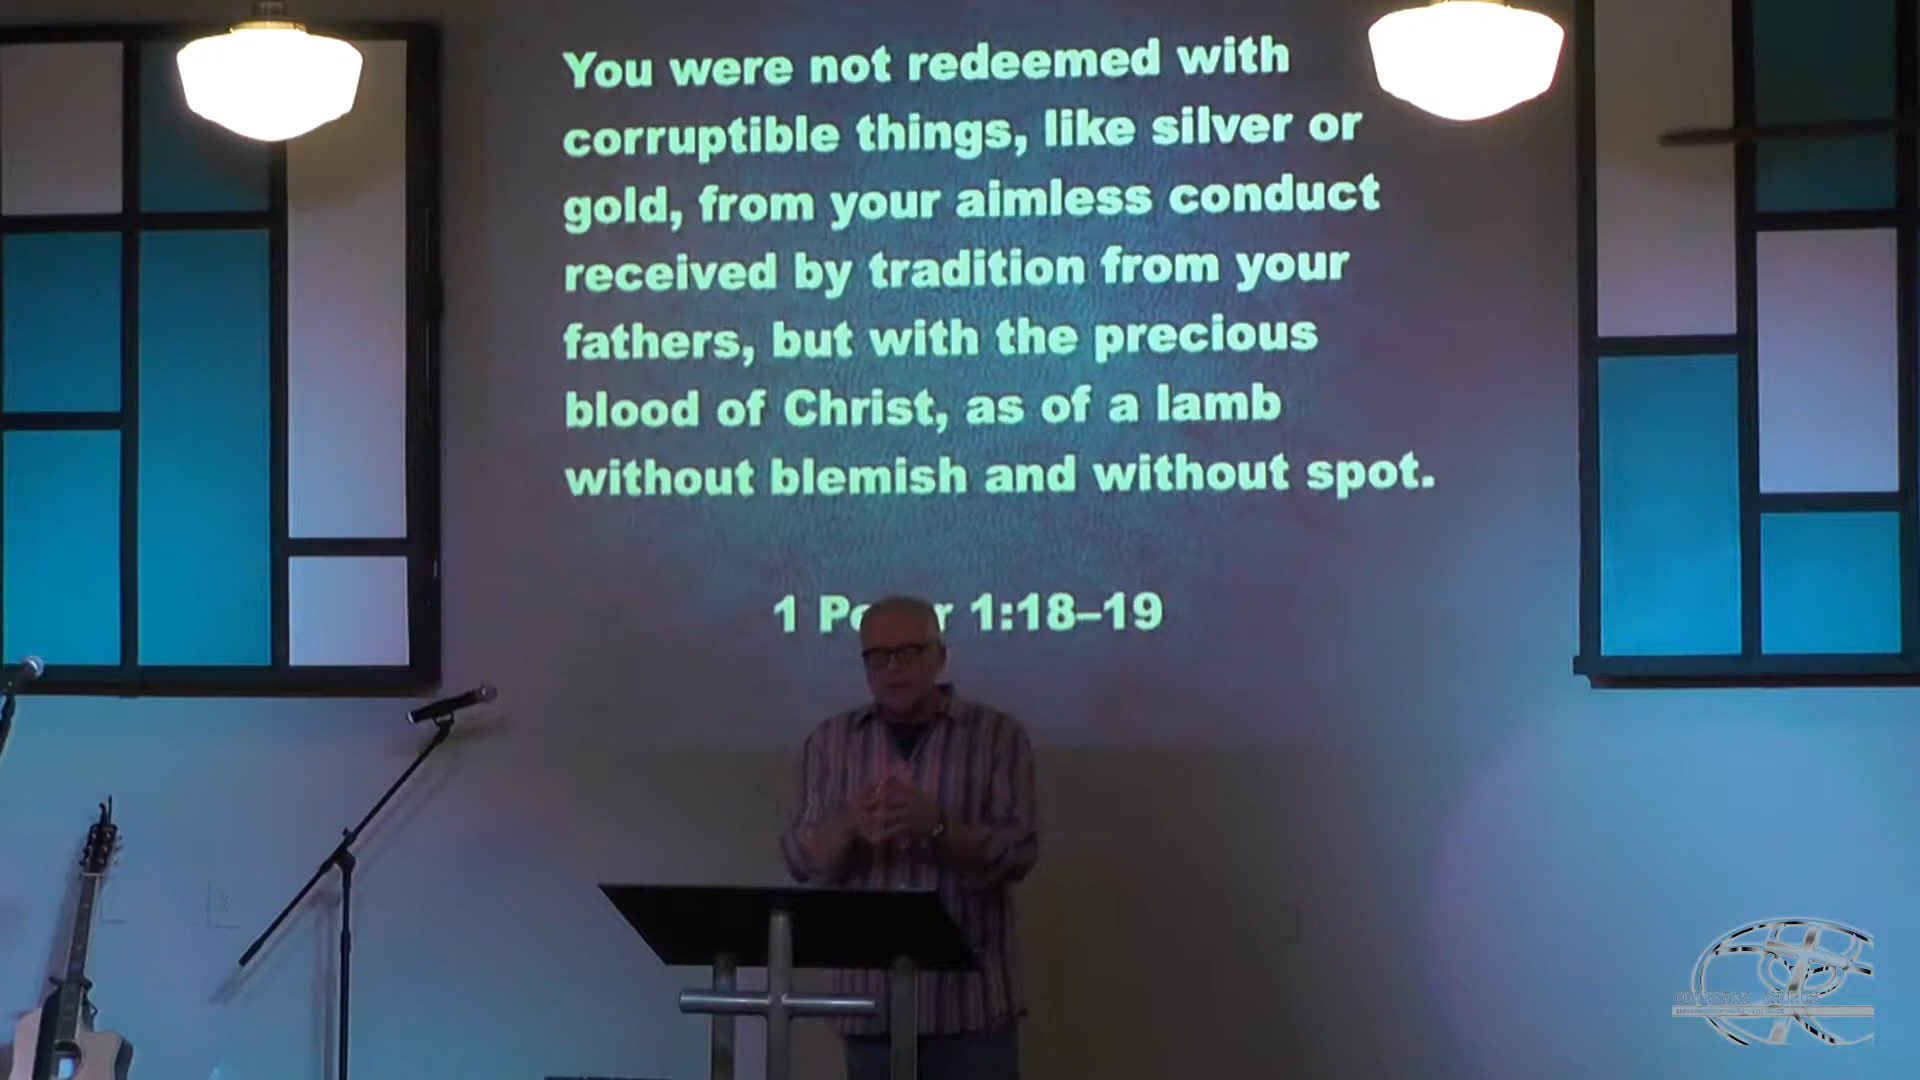 You were not redeemed with
corruptible things, like silver or
gold, from your aimless conduct
received by tradition from your
fathers, but with the precious
blood of Christ, as of a lamb
without blemish and without spot.
1 Peter 1:18–19
CHURCH